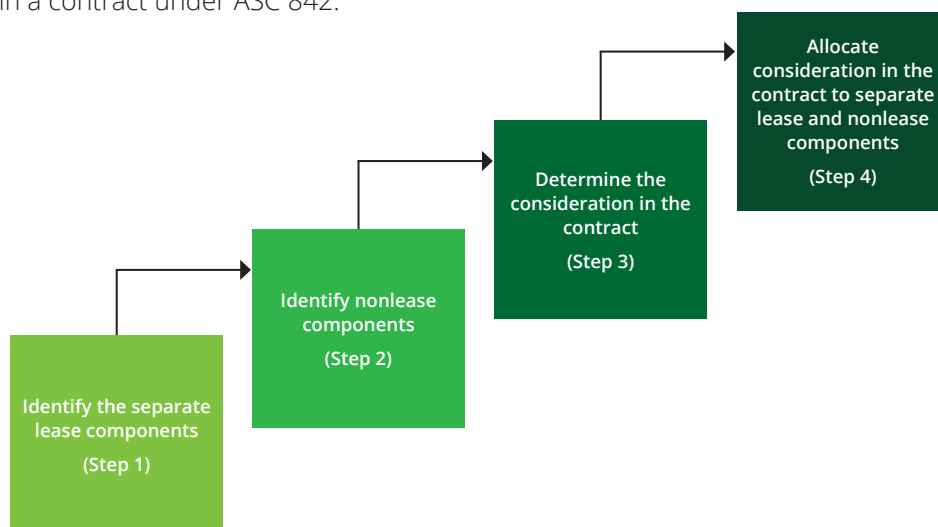 in a contract under ASC 842.
Allocate
consideration in the
contract to separate
lease and nonlease
components
(Step 4)
Determine the
consideration in the
contract
(Step 3)
Identify nonlease
components
(Step 2)
Identify the separate
lease components
(Step 1)